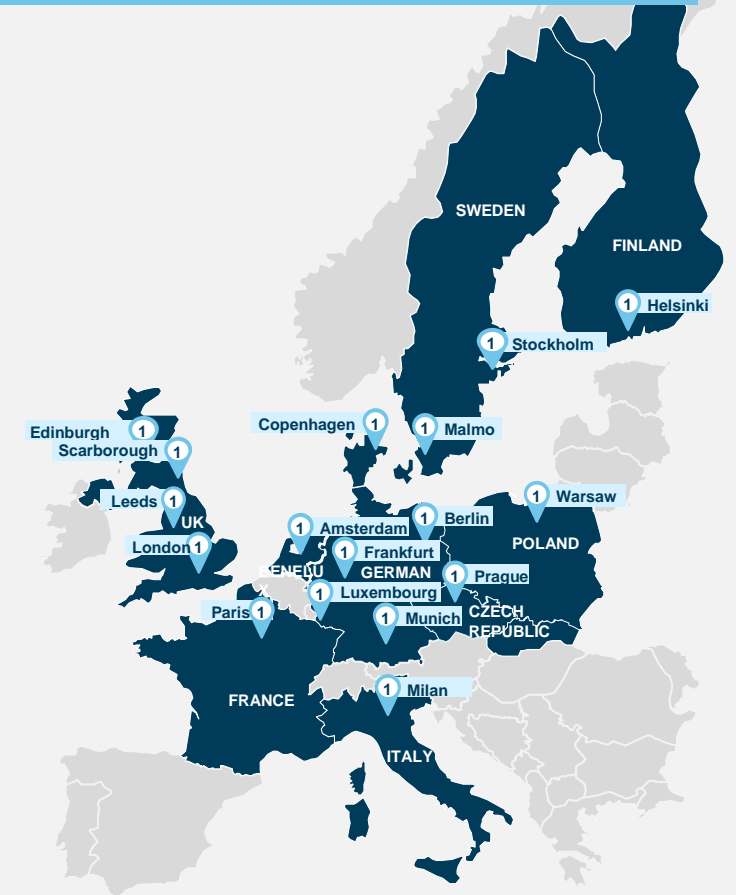 SWEDEN
FINLAND
1 Helsinki
1 Stockholm
Copenhagen 1
1 Malmo
Edinburgh 1
Scarborough 1
Leeds 1
UK
London 1
1 Amsterdam
1 Berlin
1 Warsaw
POLAND
1 Frankfurt
BENELU
X
GERMAN
1 Prague
1 Luxembourg
CZECH
REPUBLIC
Paris 1
1 Munich
FRANCE
1 Milan
ITALY